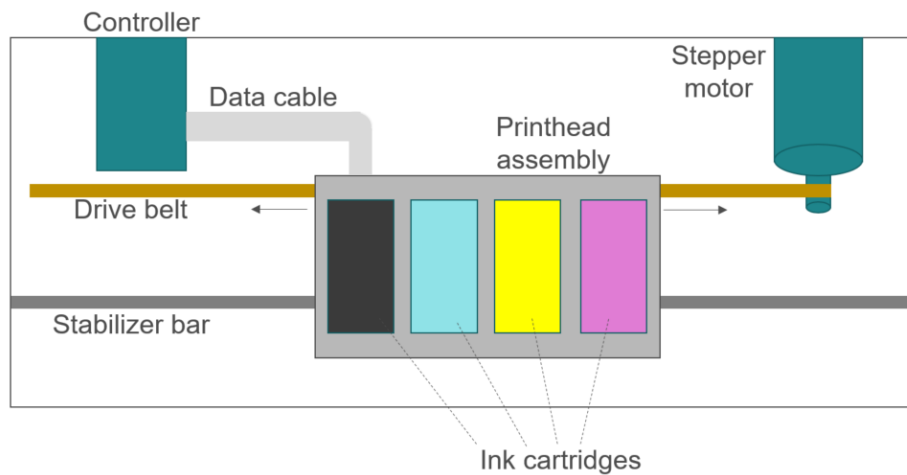 Controller
Stepper
motor
Data cable
Printhead
assembly
Drive belt
Stabilizer bar
Ink cartridges